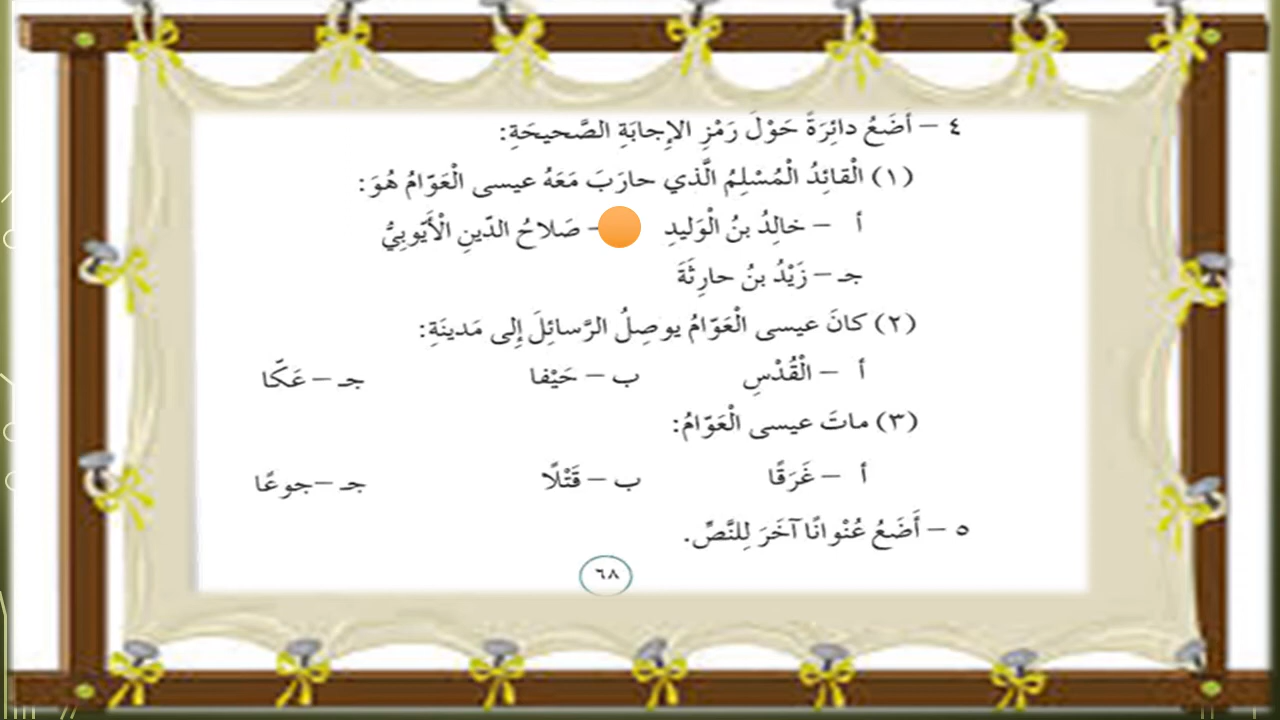 ٤ – أَضَعُ دائِرَةً حَوْلَ رَمْزِ الإِجابَةِ الصَّحيحَةِ:
(١) الْقائِدُ الْمُسْلِمُ الَّذي حارَبَ مَعَهُ عيسى الْعَوّامُ هُوَ:
أ – خالِدُ بنُ الْوَليدِ – صَلاحُ الدّينِ الْأَيّوبِيُّ
جـ – زَيْدُ بنُ حارِثَةَ
(٢) كانَ عيسى الْعَوّامُ يوصِلُ الرَّسائِلَ إِلى مَدينَةِ:
أ – الْقُدْسِ ب – حَيْفا جـ – عَكّا
(٣) ماتَ عيسى الْعَوّامُ:
أ – غَرَقًا ب – قَتْلًا جـ –جوعًا
٥ – أَضَعُ عُنْوانًا آخَرَ لِلنَّصِّ.
٦٨